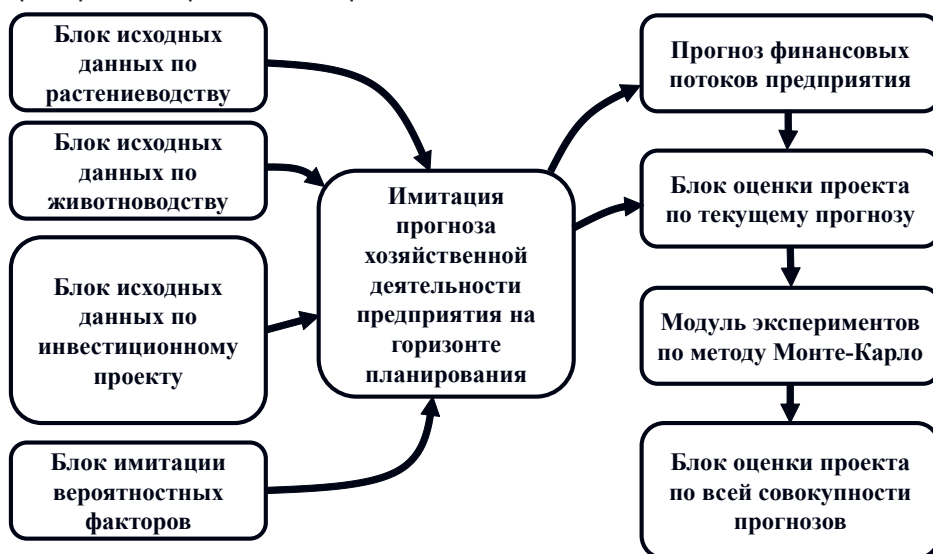 Блок исходных
данных по
растениеводству
Блок исходных
данных по
животноводству
Блок исходных
данных по
инвестиционному
проекту
Блок имитации
вероятностных
факторов
Имитация
прогноза
хозяйственной
деятельности
предприятия на
горизонте
планирования
Прогноз финансовых
потоков предприятия
Блок оценки проекта
по текущему прогнозу
Модуль экспериментов
по методу Монте-Карло
Блок оценки проекта
по всей совокупности
прогнозов